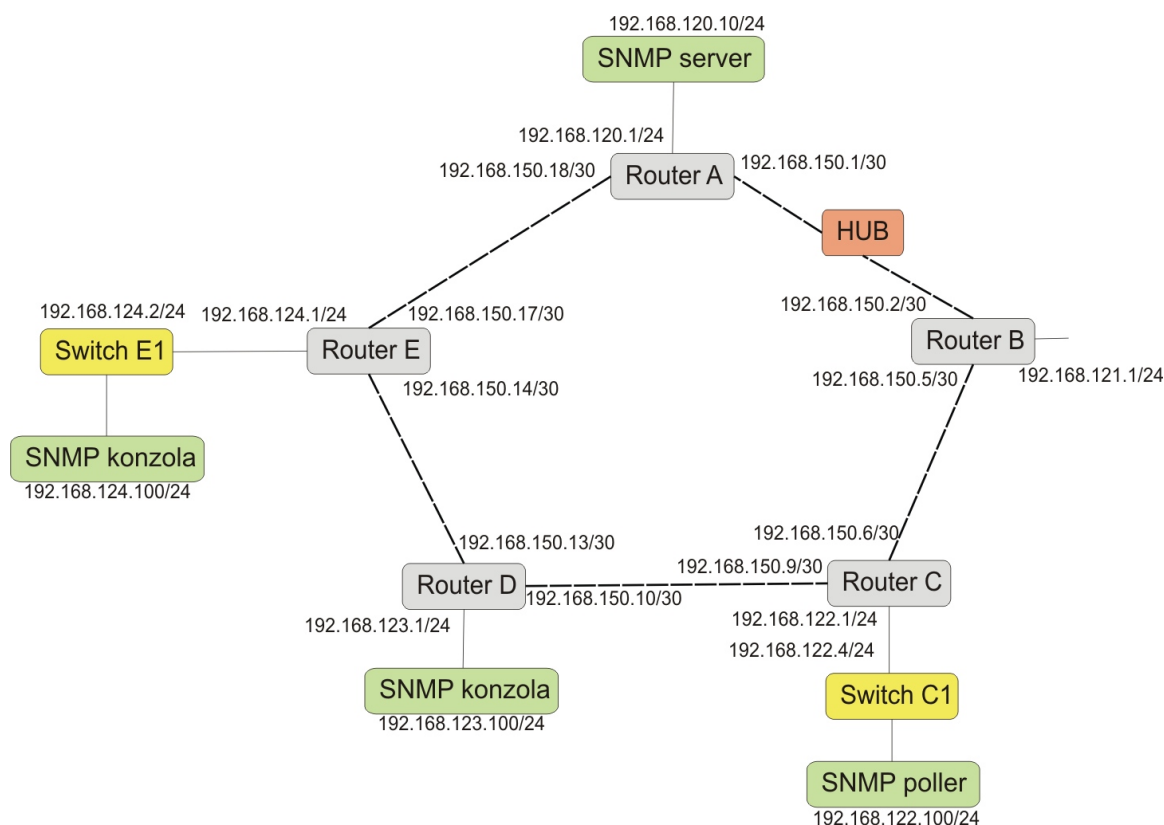 192.168.120.10/24
SNMP server
192.168.120.1/24
192.168.150.18/30
Router A
192.168.150.1/30
HUB
192.168.150.2/30
192.168.124.2/24
192.168.124.1/24
192.168.150.17/30
Switch E1
Router E
Router B
192.168.150.14/30
192.168.150.5/30
192.168.121.1/24
SNMP konzola
192.168.124.100/24
192.168.150.13/30
192.168.150.6/30
192.168.150.9/30
Router D
Router C
192.168.150.10/30
192.168.123.1/24
192.168.122.1/24
192.168.122.4/24
SNMP konzola
192.168.123.100/24
Switch C1
SNMP poller
192.168.122.100/24